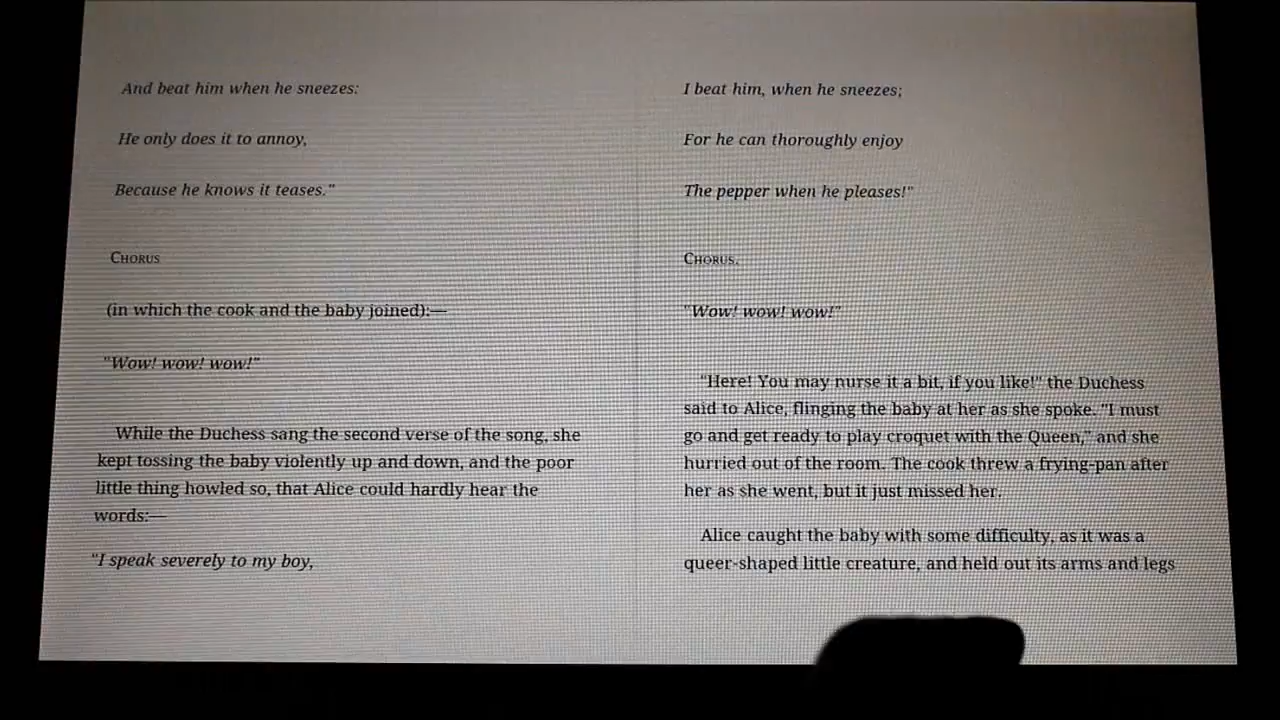 And beat him when he sneezes:
He only does it to annoy,
Because he knows it teases."
CHORUS
(in which the cook and the baby joined):—
"Wow! wow! wow!"
While the Duchess sang the second verse of the song, she
kept tossing the baby violently up and down, and the poor
little thing howled so, that Alice could hardly hear the
words:—
"I speak severely to my boy,
I beat him, when he sneezes;
For he can thoroughly enjoy
The pepper when he pleases!"
CHORUS.
"Wow! wow! wow!"
"Here! You may nurse it a bit, if you like!" the Duchess
said to Alice, flinging the baby at her as she spoke. "I must
go and get ready to play croquet with the Queen," and she
hurried out of the room. The cook threw a frying-pan after
her as she went, but it just missed her.
Alice caught the baby with some difficulty, as it was a
queer-shaped little creature, and held out its arms and legs